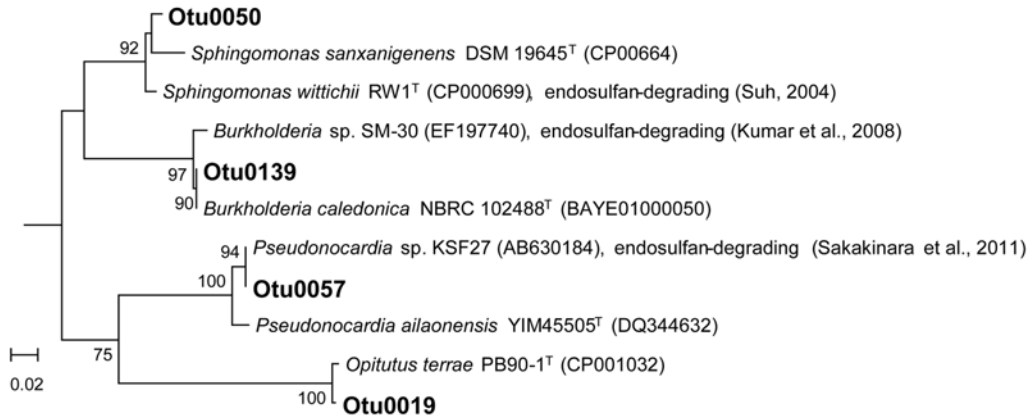 Otu0050
92
Sphingomonas sanxanigenens DSM 19645ᵀ (CP00664)
Sphingomonas wittichii RW1ᵀ (CP000699), endosulfan-degrading (Suh, 2004)
Burkholderia sp. SM-30 (EF197740), endosulfan-degrading (Kumar et al., 2008)
97 Otu0139
90 Burkholderia caledonica NBRC 102488ᵀ (BAYE01000050)
94 Pseudonocardia sp. KSF27 (AB630184), endosulfan-degrading (Sakakinara et al., 2011)
100 Otu0057
Pseudonocardia ailaonensis YIM45505ᵀ (DQ344632)
75
Opitutus terrae PB90-1ᵀ (CP001032)
0.02
100 Otu0019